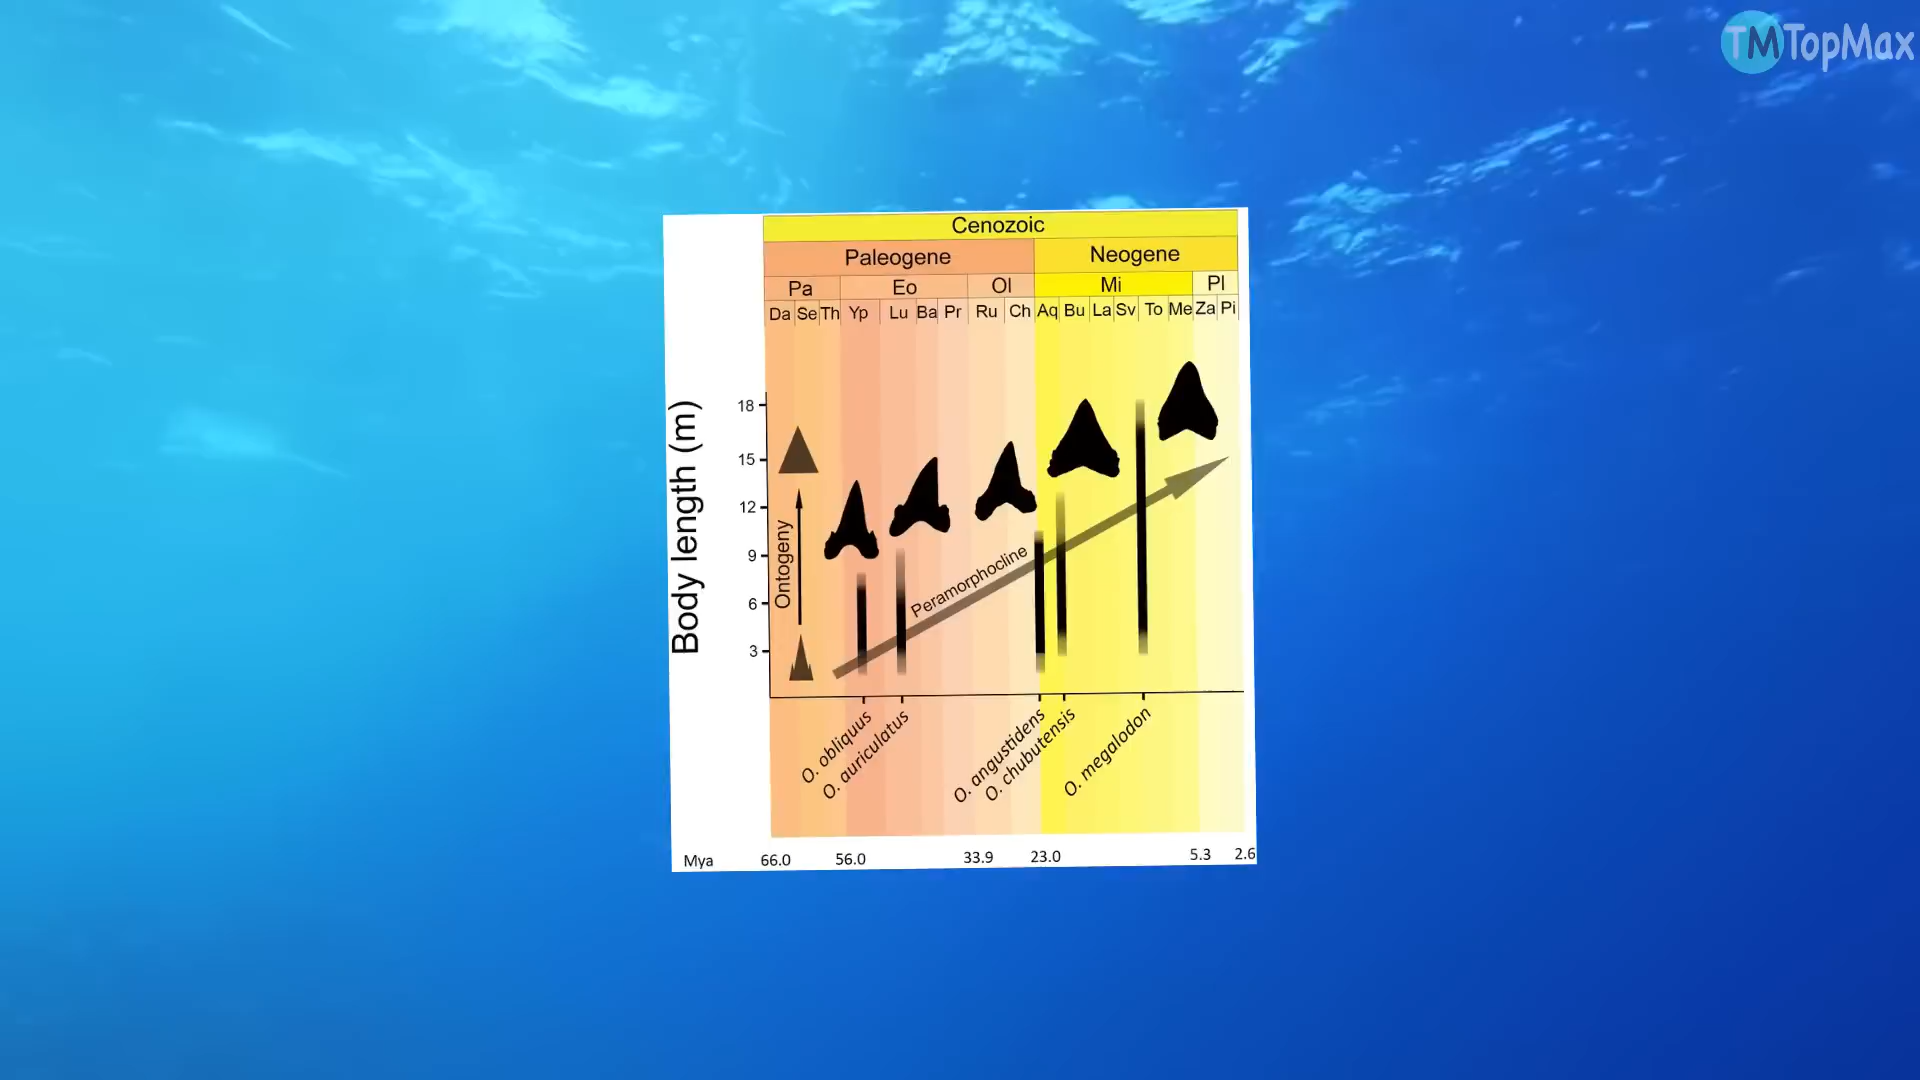 TMTopMax
Cenozoic
Paleogene Neogene
Pa Eo Ol Mi Pl
Da Se Th Yp Lu Ba Pr Ru Ch Aq Bu La Sv To Me Za Pi
Body length (m)
18
15
12
9
6
3
Ontogeny
Peramorphocline
O. obliquus
O. auriculatus
O. angustidens
O. chubutensis
O. megalodon
Mya 66.0 56.0 33.9 23.0 5.3 2.6